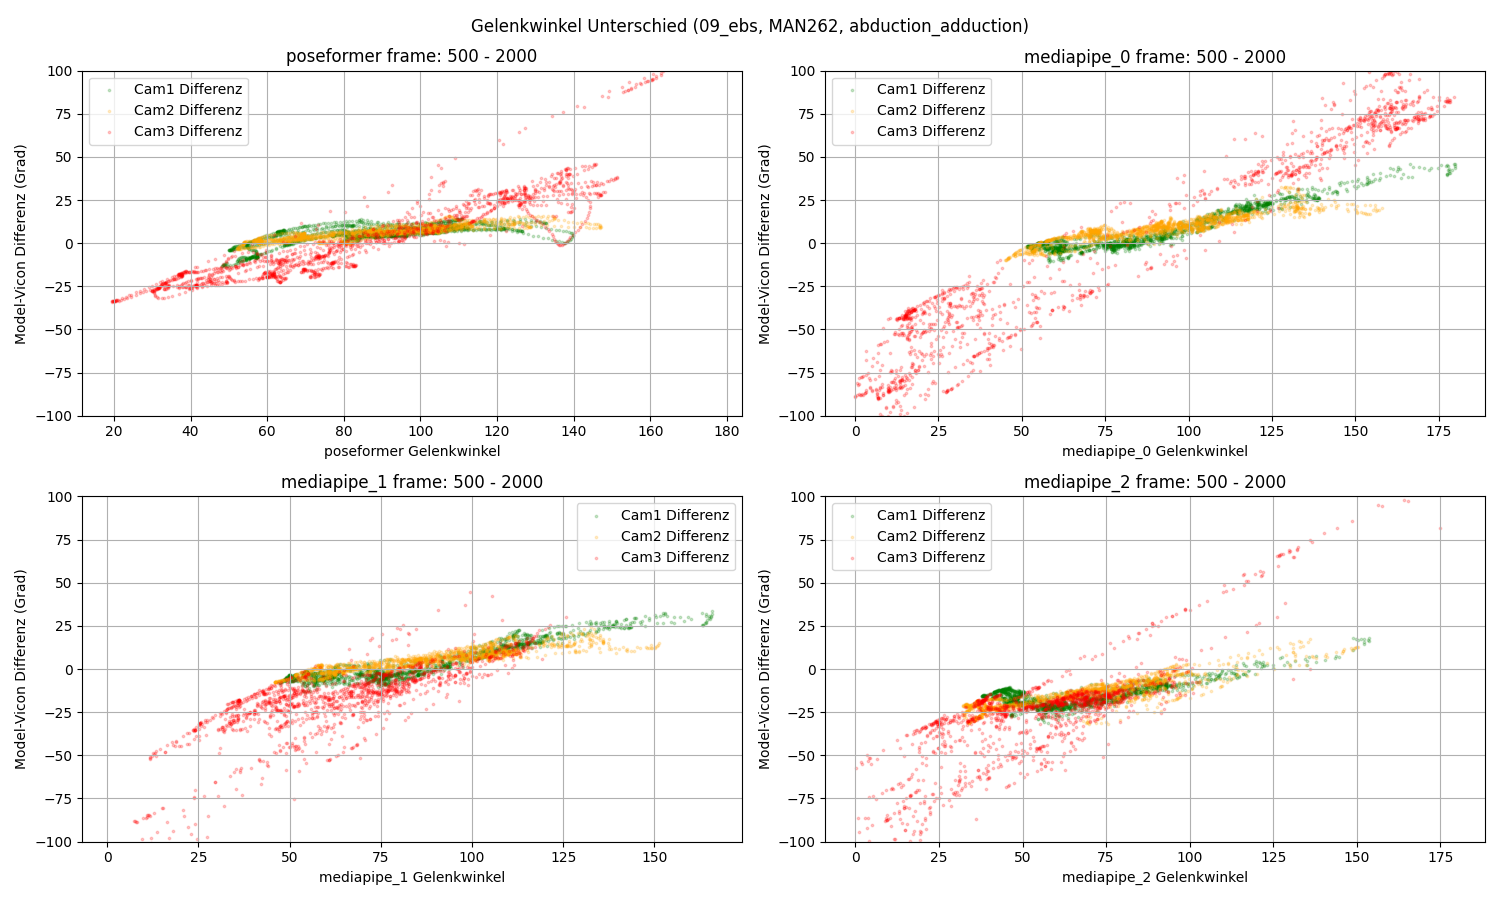 Gelenkwinkel Unterschied (09_ebs, MAN262, abduction_adduction)
poseformer frame: 500 - 2000
Cam1 Differenz
Cam2 Differenz
Cam3 Differenz
Model-Vicon Differenz (Grad)
100
75
50
25
0
−25
−50
−75
−100
20 40 60 80 100 120 140 160 180
poseformer Gelenkwinkel
mediapipe_0 frame: 500 - 2000
Cam1 Differenz
Cam2 Differenz
Cam3 Differenz
Model-Vicon Differenz (Grad)
100
75
50
25
0
−25
−50
−75
−100
0 25 50 75 100 125 150 175
mediapipe_0 Gelenkwinkel
mediapipe_1 frame: 500 - 2000
Cam1 Differenz
Cam2 Differenz
Cam3 Differenz
Model-Vicon Differenz (Grad)
100
75
50
25
0
−25
−50
−75
−100
0 25 50 75 100 125 150
mediapipe_1 Gelenkwinkel
mediapipe_2 frame: 500 - 2000
Cam1 Differenz
Cam2 Differenz
Cam3 Differenz
Model-Vicon Differenz (Grad)
100
75
50
25
0
−25
−50
−75
−100
0 25 50 75 100 125 150 175
mediapipe_2 Gelenkwinkel